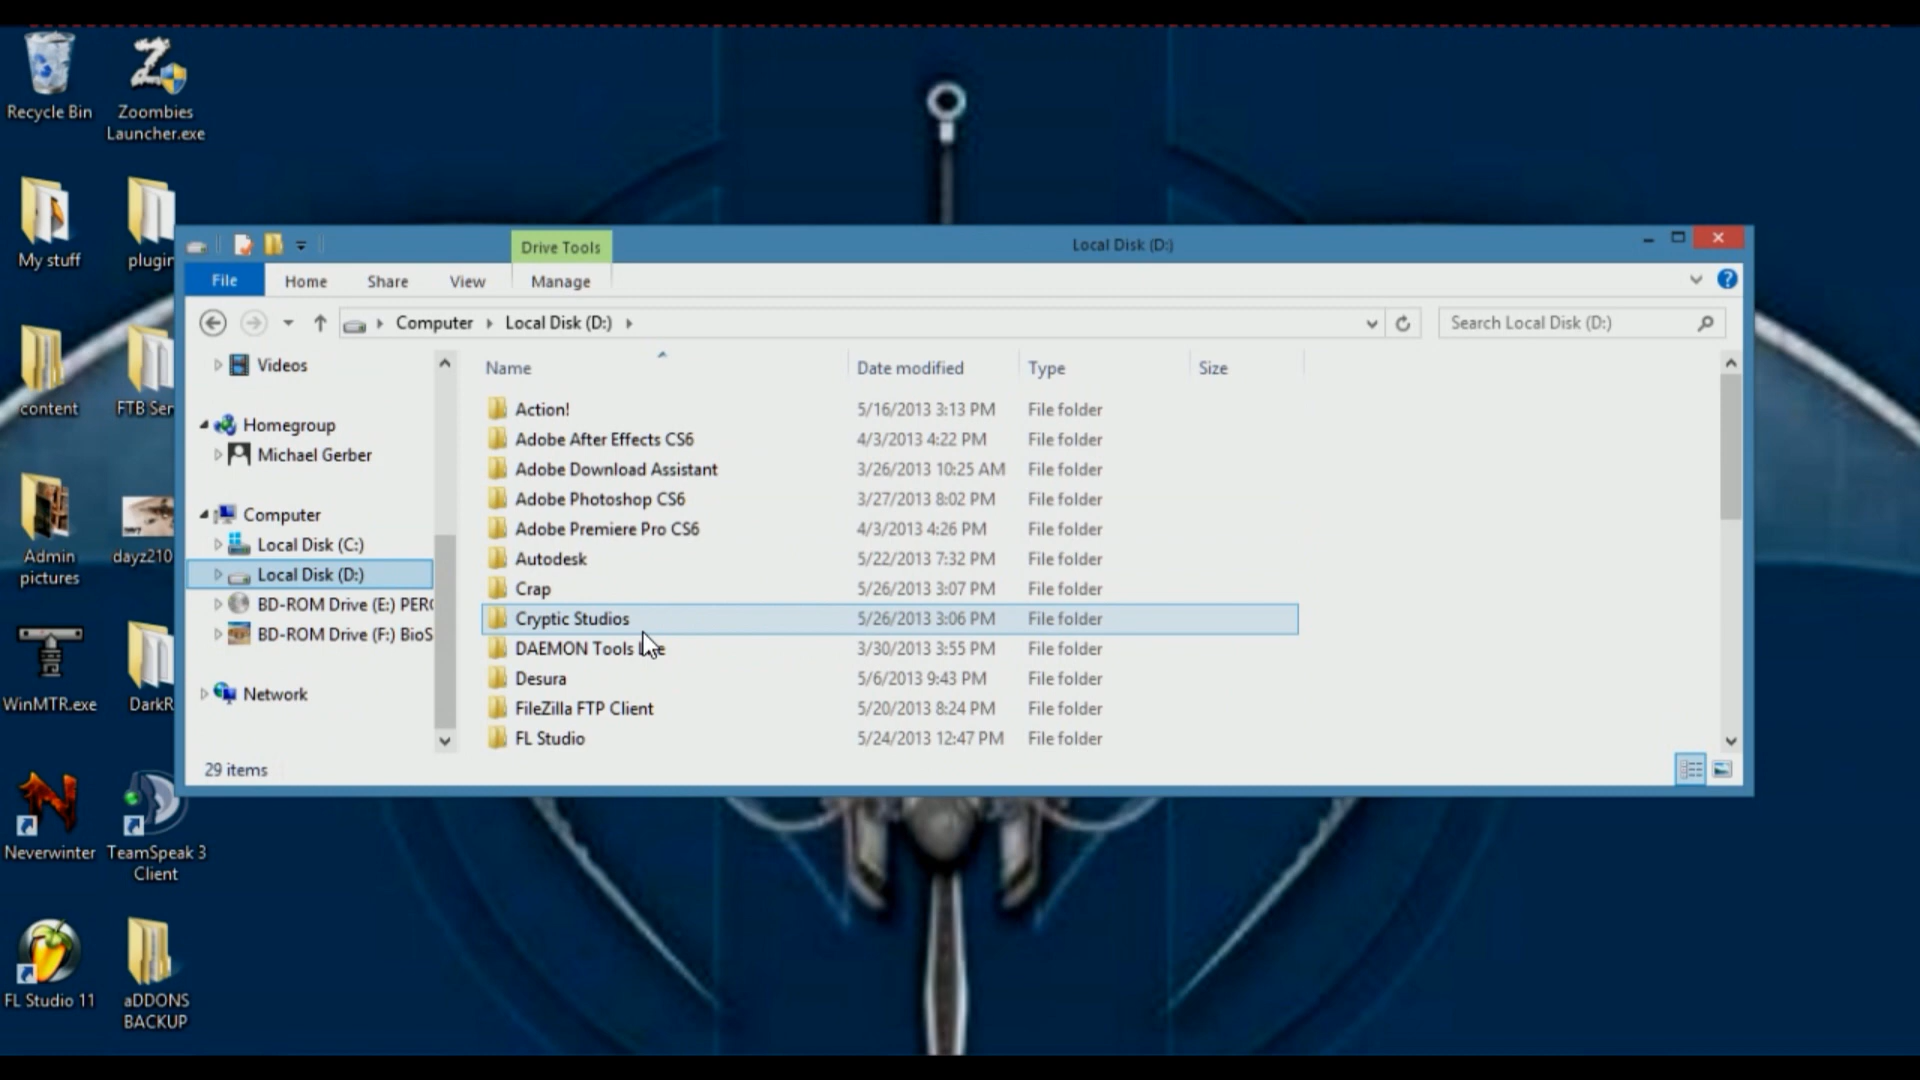 Recycle Bin
Zoombies
Launcher.exe
My stuff
plugin
content
FTB Ser
Admin
pictures
dayz210
WinMTR.exe
DarkR
Neverwinter
TeamSpeak 3
Client
FL Studio 11
aDDONS
BACKUP
Drive Tools
Local Disk (D:)
File
Home
Share
View
Manage
Computer
Local Disk (D:)
Search Local Disk (D:)
Videos
Homegroup
Michael Gerber
Computer
Local Disk (C:)
Local Disk (D:)
BD-ROM Drive (E:) PER
BD-ROM Drive (F:) BioS
Network
Name Date modified Type Size
Action! 5/16/2013 3:13 PM File folder
Adobe After Effects CS6 4/3/2013 4:22 PM File folder
Adobe Download Assistant 3/26/2013 10:25 AM File folder
Adobe Photoshop CS6 3/27/2013 8:02 PM File folder
Adobe Premiere Pro CS6 4/3/2013 4:26 PM File folder
Autodesk 5/22/2013 7:32 PM File folder
Crap 5/26/2013 3:07 PM File folder
Cryptic Studios 5/26/2013 3:06 PM File folder
DAEMON Tools 3/30/2013 3:55 PM File folder
Desura 5/6/2013 9:43 PM File folder
FileZilla FTP Client 5/20/2013 8:24 PM File folder
FL Studio 5/24/2013 12:47 PM File folder
29 items